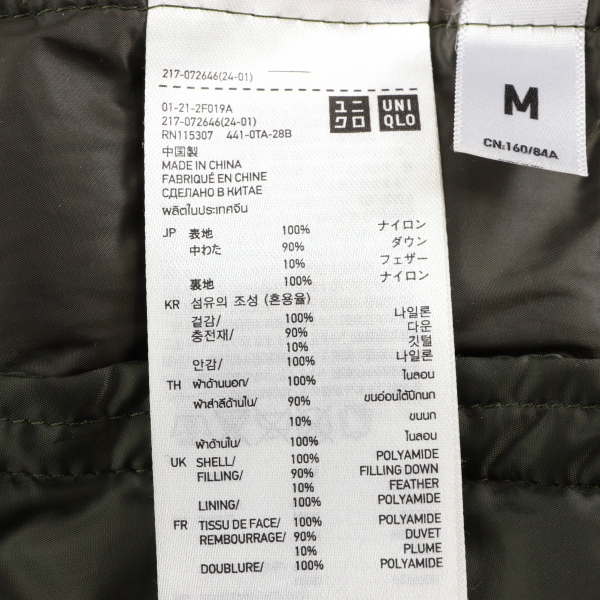 217-072646(24-01)
01-21-2F019A
217-072646(24-01)
RN115307 441-0TA-28B
ユニ
クロ
UNI
QLO
M
CN:160/84A
中国製
MADE IN CHINA
FABRIQUÉ EN CHINE
СДЕЛАНО В КИТАЕ
ผลิตในประเทศจีน
JP 表地 100% ナイロン
中わた 90% ダウン
10% フェザー
裏地 100% ナイロン
KR 섬유의 조성 (혼용율)
겉감/ 100% 나일론
충전재/ 90% 다운
10% 깃털
안감/ 100% 나일론
TH ผ้าด้านนอก/ 100% ไนลอน
ผ้าสำลีด้านใน/ 90% ขนอ่อนใต้ปีกนก
10% ขนนก
ผ้าด้านใน/ 100% ไนลอน
UK SHELL/ 100% POLYAMIDE
FILLING/ 90% FILLING DOWN
10% FEATHER
LINING/ 100% POLYAMIDE
FR TISSU DE FACE/ 100% POLYAMIDE
REMBOURRAGE/ 90% DUVET
10% PLUME
DOUBLURE/ 100% POLYAMIDE